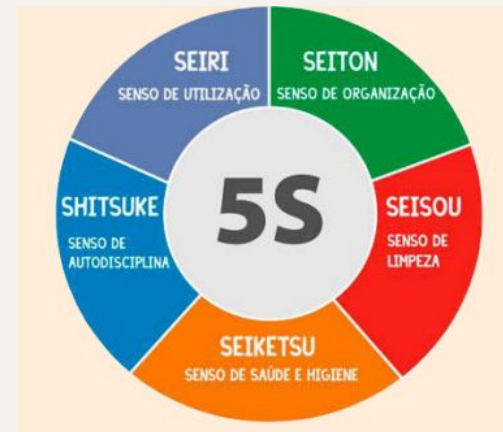 SEIRI
SENSO DE UTILIZAÇÃO
SEITON
SENSO DE ORGANIZAÇÃO
SEISOU
SENSO DE
LIMPEZA
SEIKETSU
SENSO DE SAÚDE E HIGIENE
SHITSUKE
SENSO DE
AUTODISCIPLINA
5S